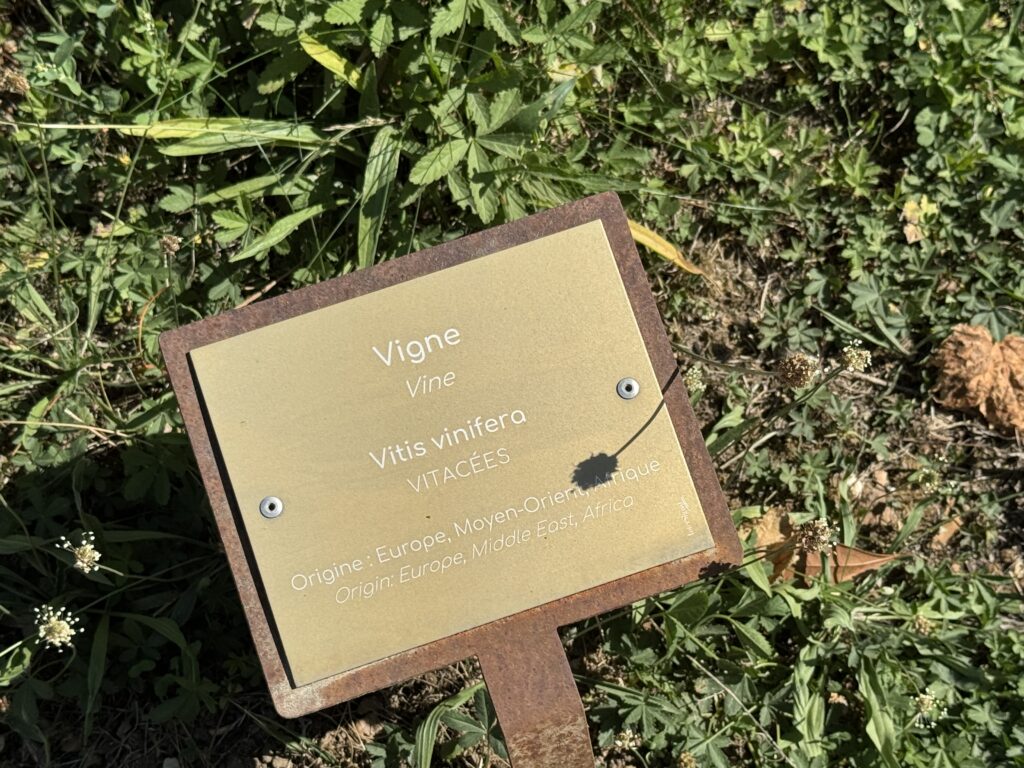 Vigne
Vine
Vitis vinifera
VITACÉES
Origine : Europe, Moyen-Orient, Afrique
Origin: Europe, Middle East, Africa